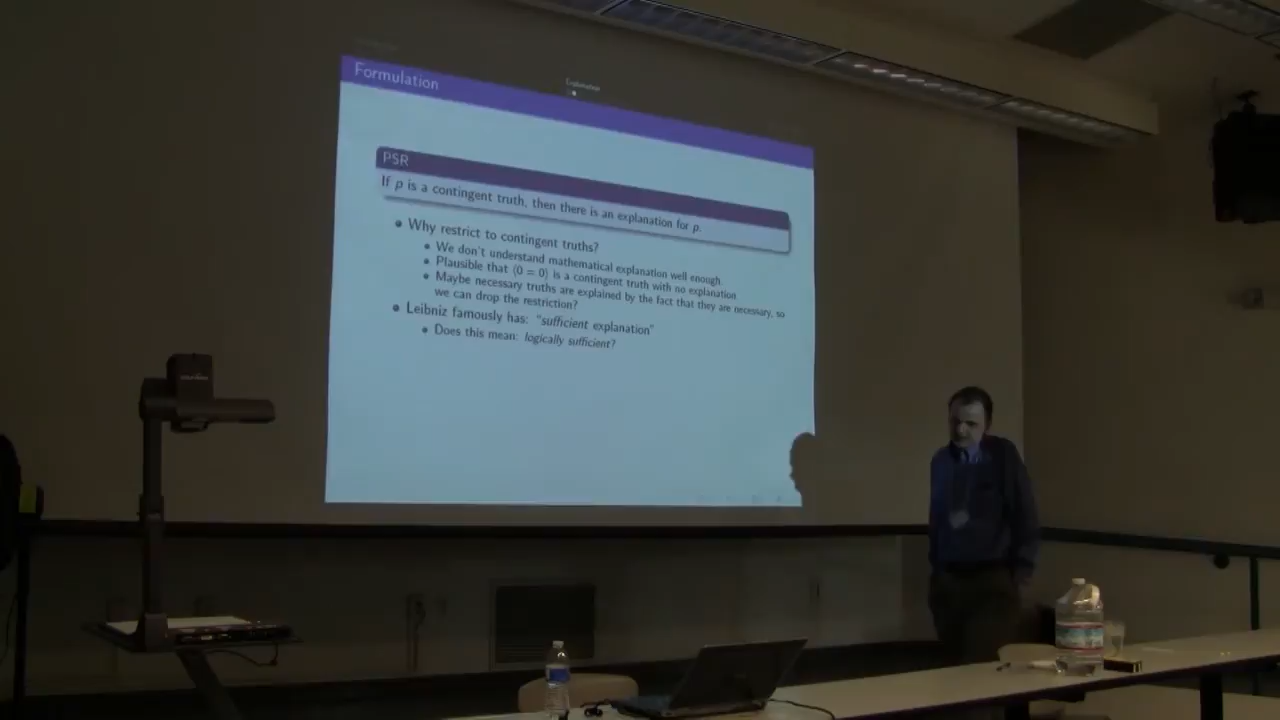 Explanation
Formulation
PSR
If p is a contingent truth, then there is an explanation for p.
• Why restrict to contingent truths?
• We don't understand mathematical explanation well enough.
• Plausible that ⟨0 = 0⟩ is a contingent truth with no explanation.
• Maybe necessary truths are explained by the fact that they are necessary, so
we can drop the restriction?
• Leibniz famously has: "sufficient explanation"
• Does this mean: logically sufficient?